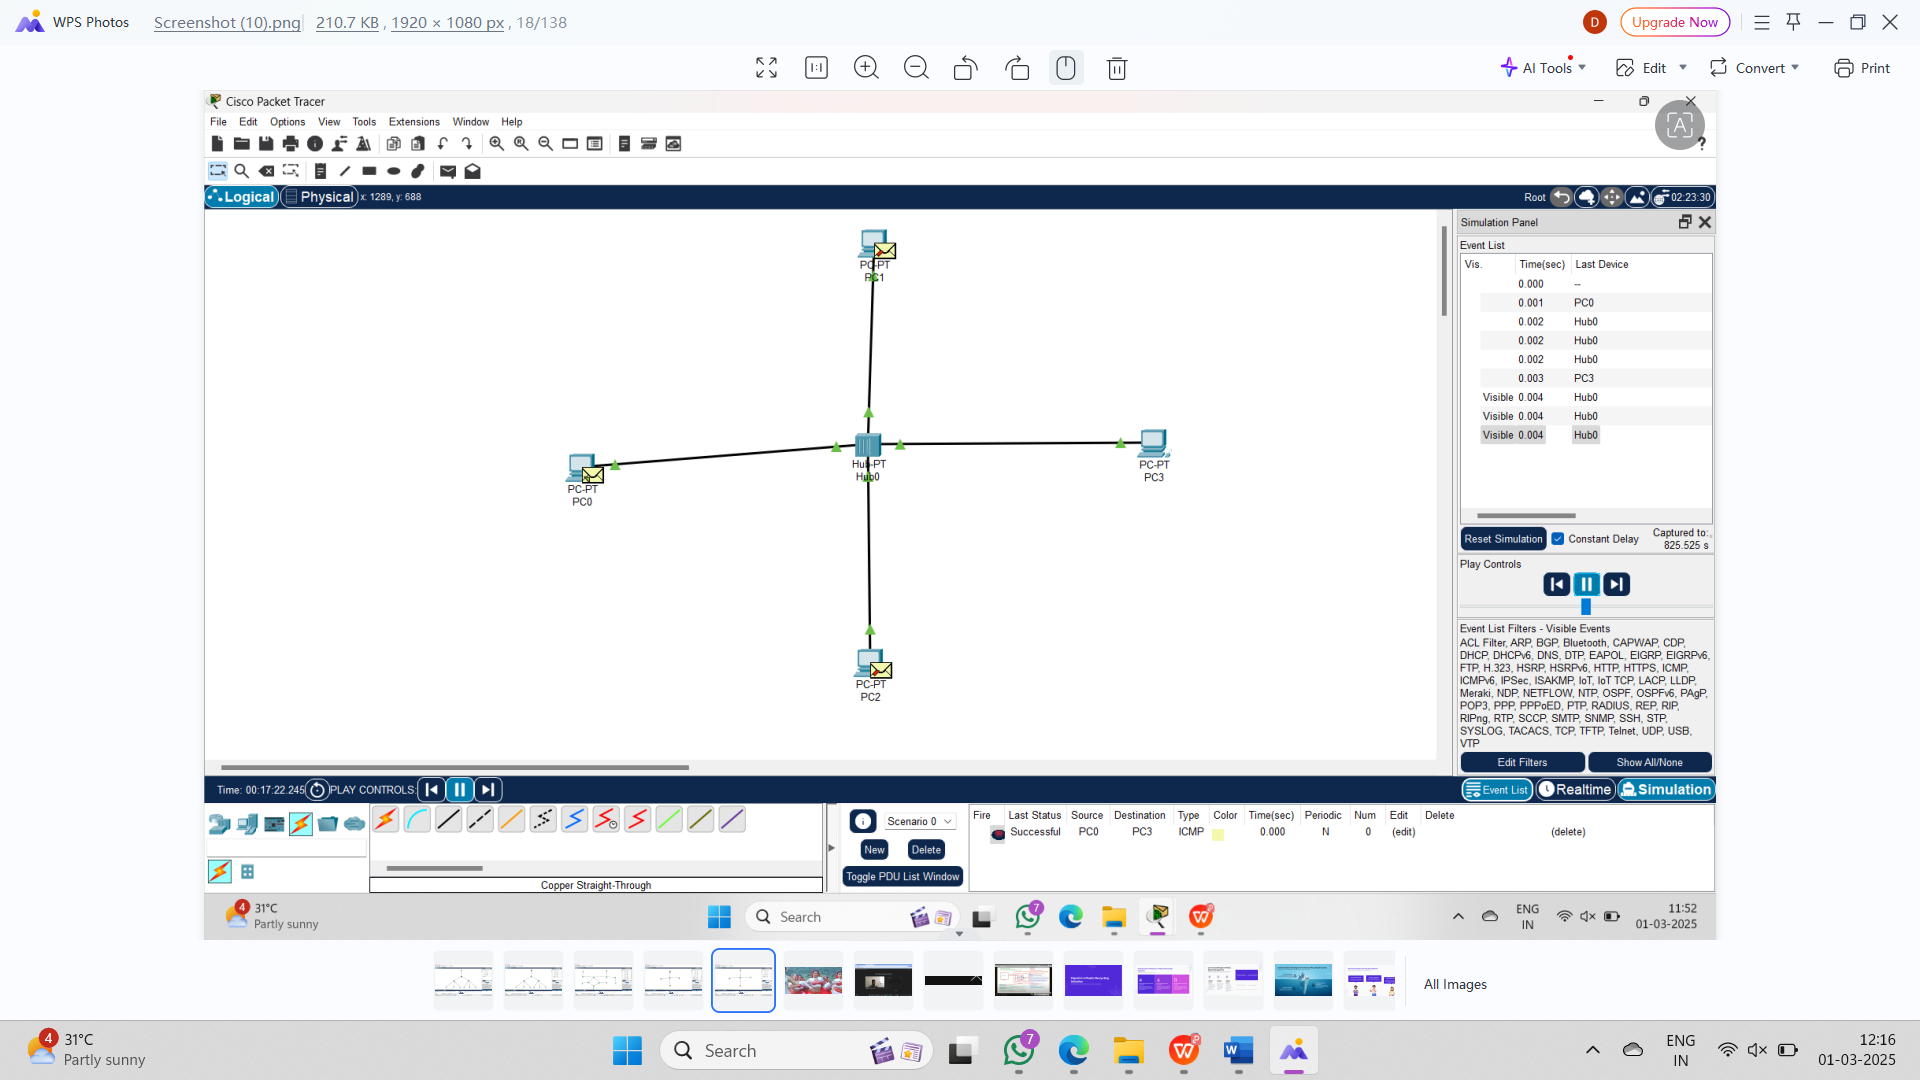 WPS Photos Screenshot (10).png 210.7 KB , 1920 × 1080 px , 18/138 D Upgrade Now
AI Tools Edit Convert Print
Cisco Packet Tracer
File Edit Options View Tools Extensions Window Help
Logical Physical x: 1289, y: 688 Root 02:23:30
Simulation Panel
Event List
Vis. Time(sec) Last Device
0.000 --
0.001 PC0
0.002 Hub0
0.002 Hub0
0.002 Hub0
0.003 PC3
Visible 0.004 Hub0
Visible 0.004 Hub0
Visible 0.004 Hub0
PC-PT
PC1
Hub-PT
Hub0
PC-PT
PC3
PC-PT
PC0
PC-PT
PC2
Reset Simulation Constant Delay Captured to:
825.525 s
Play Controls
Event List Filters - Visible Events
ACL Filter, ARP, BGP, Bluetooth, CAPWAP, CDP,
DHCP, DHCPv6, DNS, DTP, EAPOL, EIGRP, EIGRPv6,
FTP, H.323, HSRP, HSRPv6, HTTP, HTTPS, ICMP,
ICMPv6, IPSec, ISAKMP, IoT, IoT TCP, LACP, LLDP,
Meraki, NDP, NETFLOW, NTP, OSPF, OSPFv6, PAgP,
POP3, PPP, PPPoED, PTP, RADIUS, REP, RIP,
RIPng, RTP, SCCP, SMTP, SNMP, SSH, STP,
SYSLOG, TACACS, TCP, TFTP, Telnet, UDP, USB,
VTP
Edit Filters Show All/None
Time: 00:17:22.245 PLAY CONTROLS: Event List Realtime Simulation
Scenario 0
New Delete
Toggle PDU List Window
Fire Last Status Source Destination Type Color Time(sec) Periodic Num Edit Delete
Successful PC0 PC3 ICMP 0.000 N 0 (edit) (delete)
Copper Straight-Through
4 31°C
Partly sunny
Search
7
ENG
IN
11:52
01-03-2025
All Images
4 31°C
Partly sunny
Search
7
ENG
IN
12:16
01-03-2025